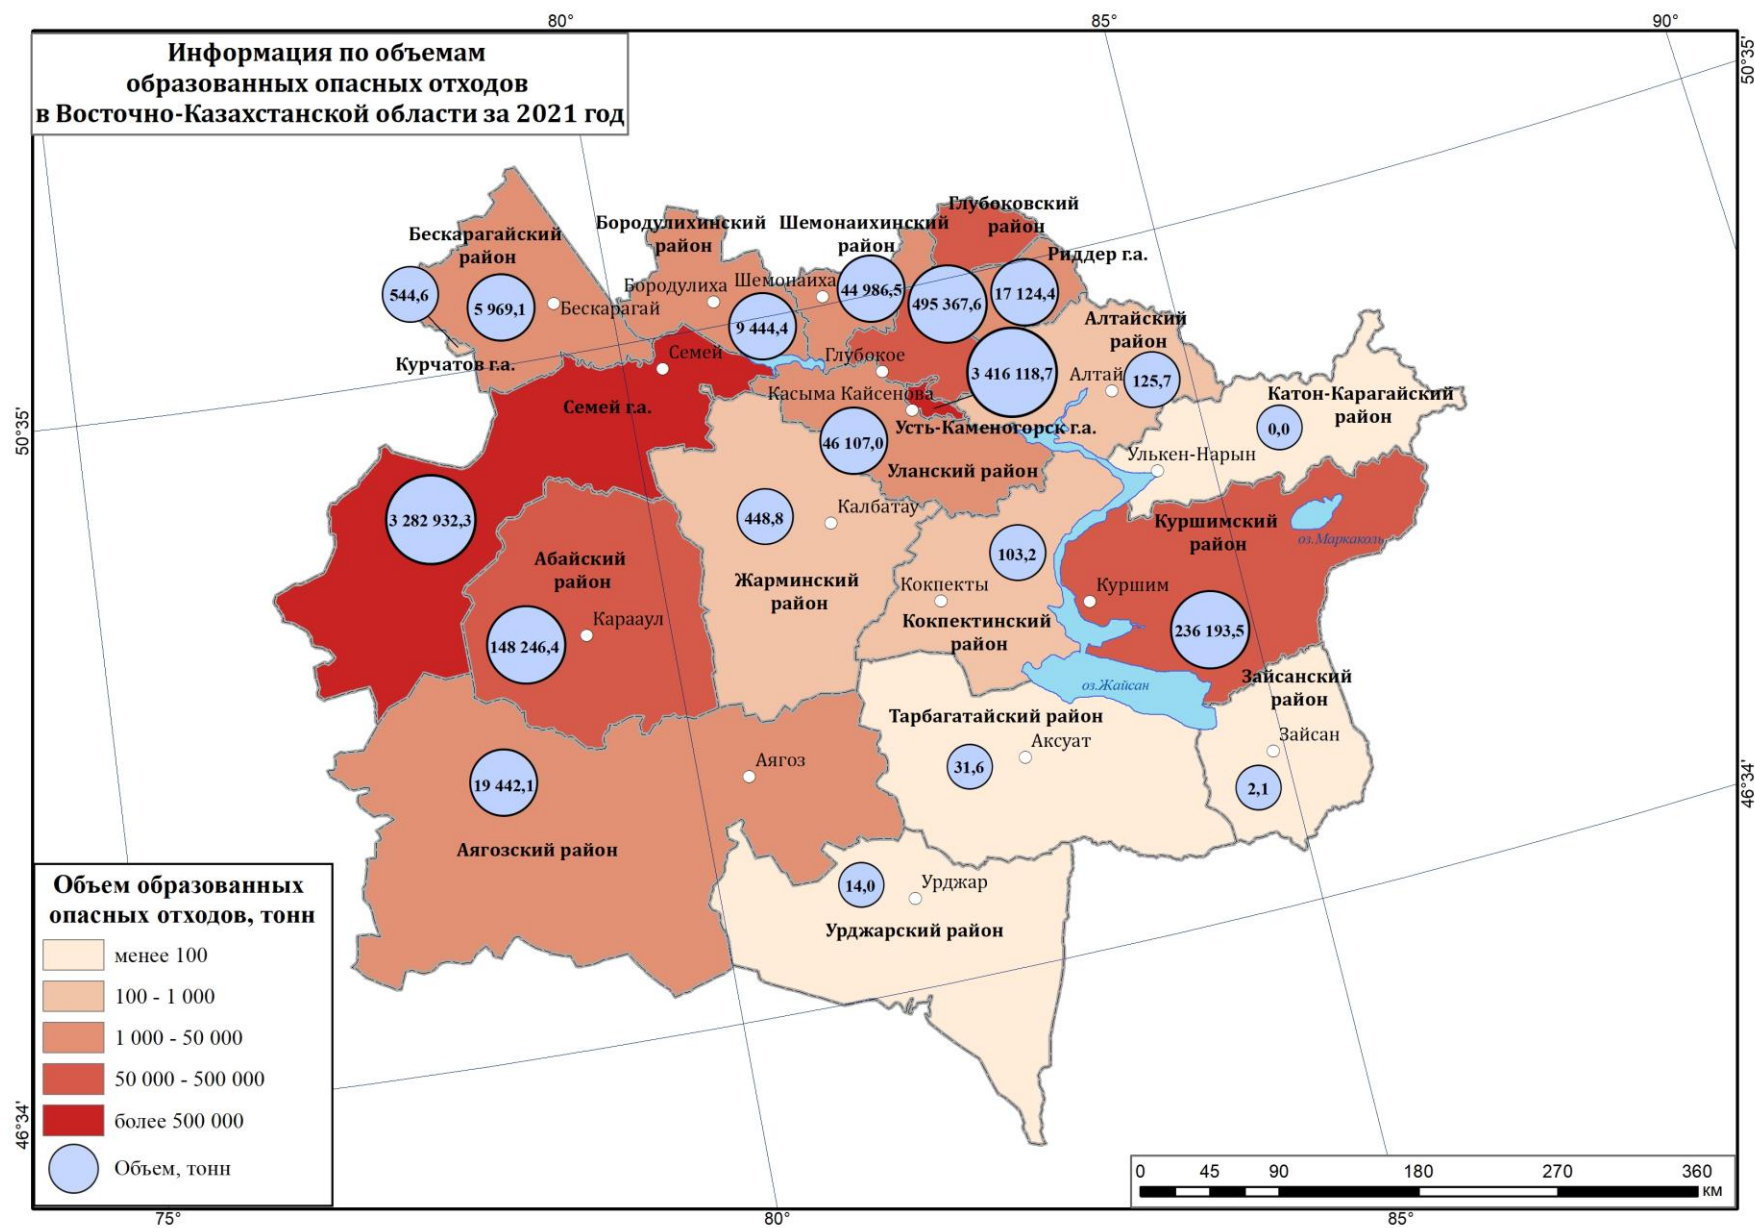 80°
85°
90°
Информация по объемам
образованных опасных отходов
в Восточно-Казахстанской области за 2021 год
50°35'
50°35'
46°34'
46°34'
Глубоковский
район
Бородулихинский
район
Шемонаихинский
район
Бескарагайский
район
Риддер г.а.
544,6
5 969,1
Бескарагай
Бородулиха
Шемонаиха
44 986,5
495 367,6
17 124,4
9 444,4
Алтайский
район
Курчатов г.а.
Семей
Глубокое
3 416 118,7
Алтай
125,7
Касыма Кайсенова
Катон-Карагайский
район
Семей г.а.
Усть-Каменогорск г.а.
0,0
46 107,0
Уланский район
Улькен-Нарын
3 282 932,3
448,8
Калбатау
Куршимский
район
оз.Маркаколь
Абайский
район
103,2
Жарминский
район
Кокпекты
Куршим
Кокпектинский
район
Карааул
148 246,4
236 193,5
оз.Жайсан
Зайсанский
район
Тарбагатайский район
Аксуат
Зайсан
31,6
2,1
19 442,1
Аягоз
Аягозский район
14,0
Урджар
Урджарский район
Объем образованных
опасных отходов, тонн
менее 100
100 - 1 000
1 000 - 50 000
50 000 - 500 000
более 500 000
Объем, тонн
0 45 90 180 270 360
км
75°
80°
85°